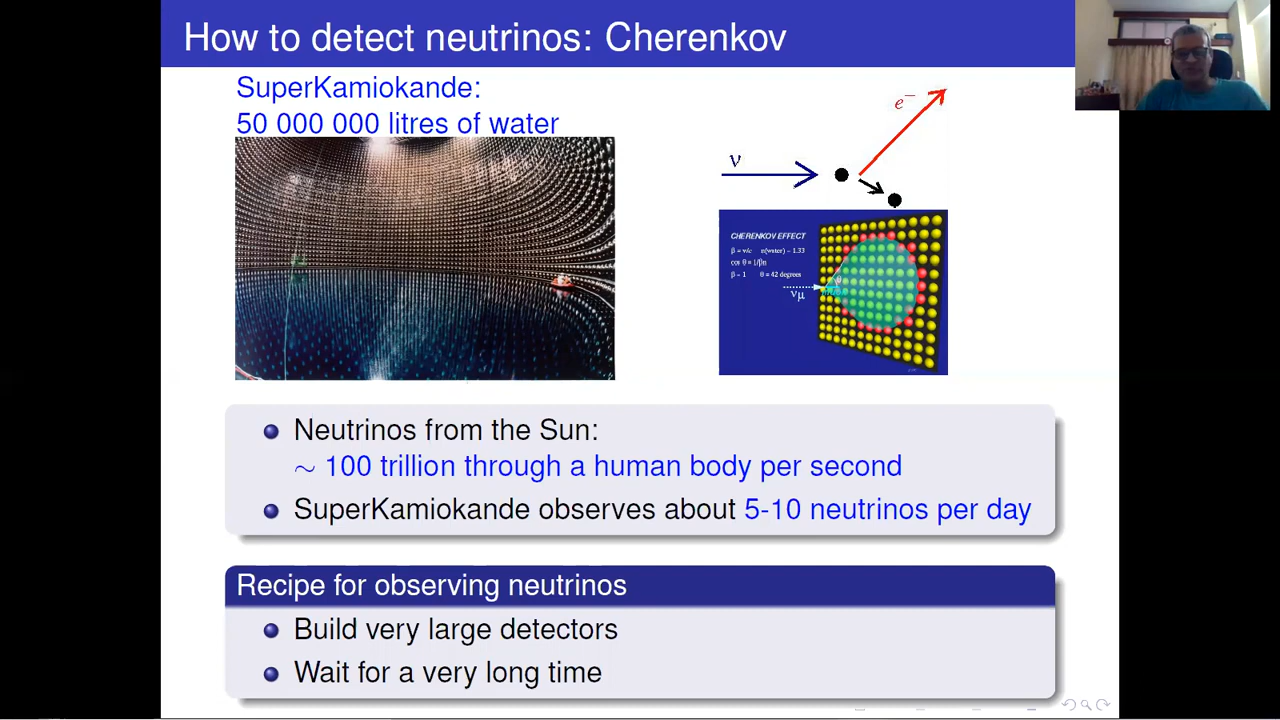 How to detect neutrinos: Cherenkov
SuperKamiokande:
50 000 000 litres of water
e⁻
ν
CHERENKOV EFFECT
β = v/c n(water) = 1.33
cos θ = 1/βn
β = 1 θ = 42 degrees
νμ
Neutrinos from the Sun:
∼ 100 trillion through a human body per second
SuperKamiokande observes about 5-10 neutrinos per day
Recipe for observing neutrinos
Build very large detectors
Wait for a very long time